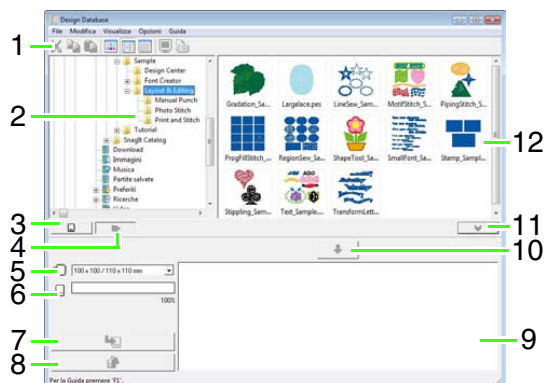 Design Database
File Modifica Visualizza Opzioni Guida
1
Sample
Design Center
Font Creator
Layout & Editing
Manual Punch
Photo Stitch
Print and Stitch
Tutorial
SnagIt Catalog
Download
Immagini
Musica
Partite salvate
Preferiti
Ricerche
2
Gradation_Sa... Largelace.pes LineSew_Sam... MotifStitch_S... PipingStitch_S...
ProgFillStitch_... RegionSew_Sa... ShapeTool_Sa... SmallFont_Sa... Stamp_Sampl...
Stippling_Sam... Text_Sample... TransformLett...
12
3
4
11
10
5
100 x 100 / 110 x 110 mm
6
100%
7
8
9
Per la Guida premere 'F1'.